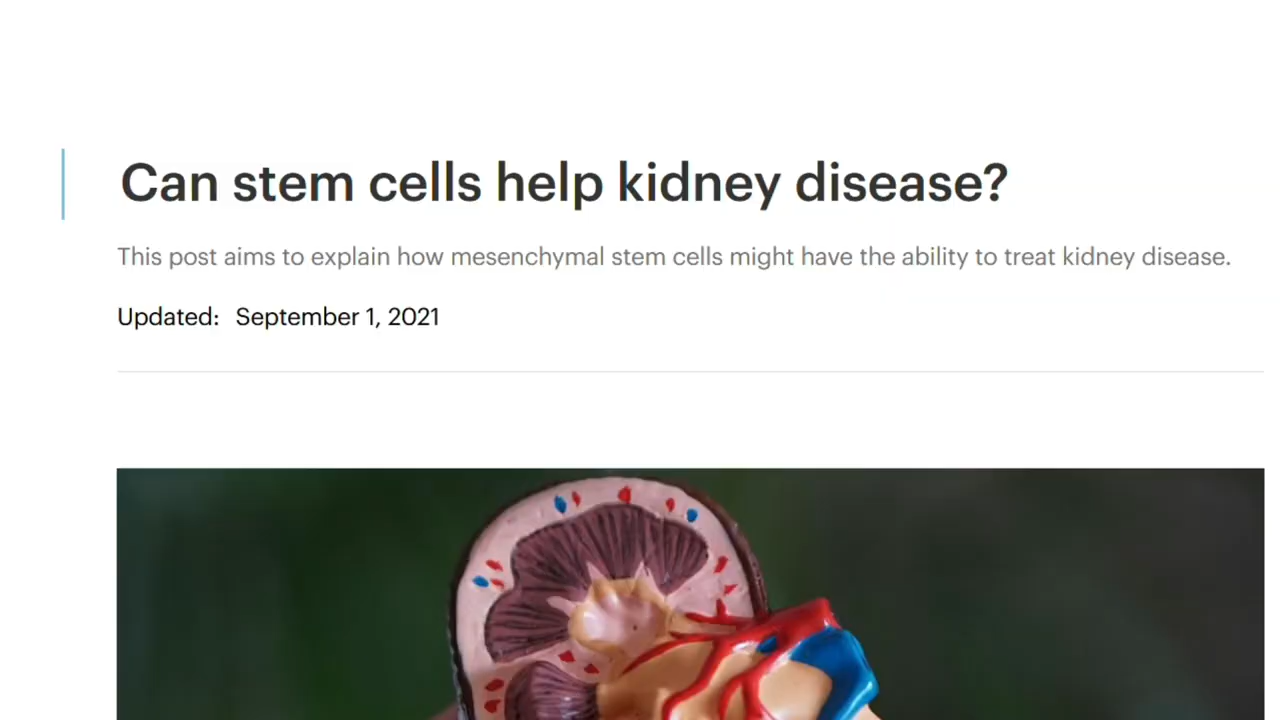 Can stem cells help kidney disease?
This post aims to explain how mesenchymal stem cells might have the ability to treat kidney disease.
Updated: September 1, 2021